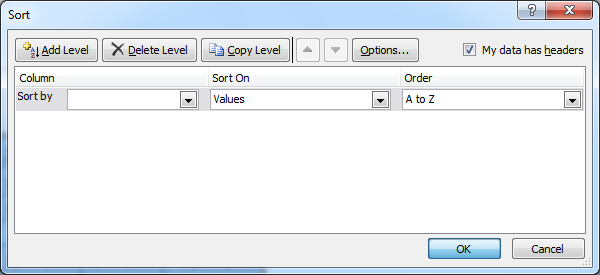 Sort
Add Level Delete Level Copy Level Options... My data has headers
Column Sort On Order
Sort by Values A to Z
OK Cancel